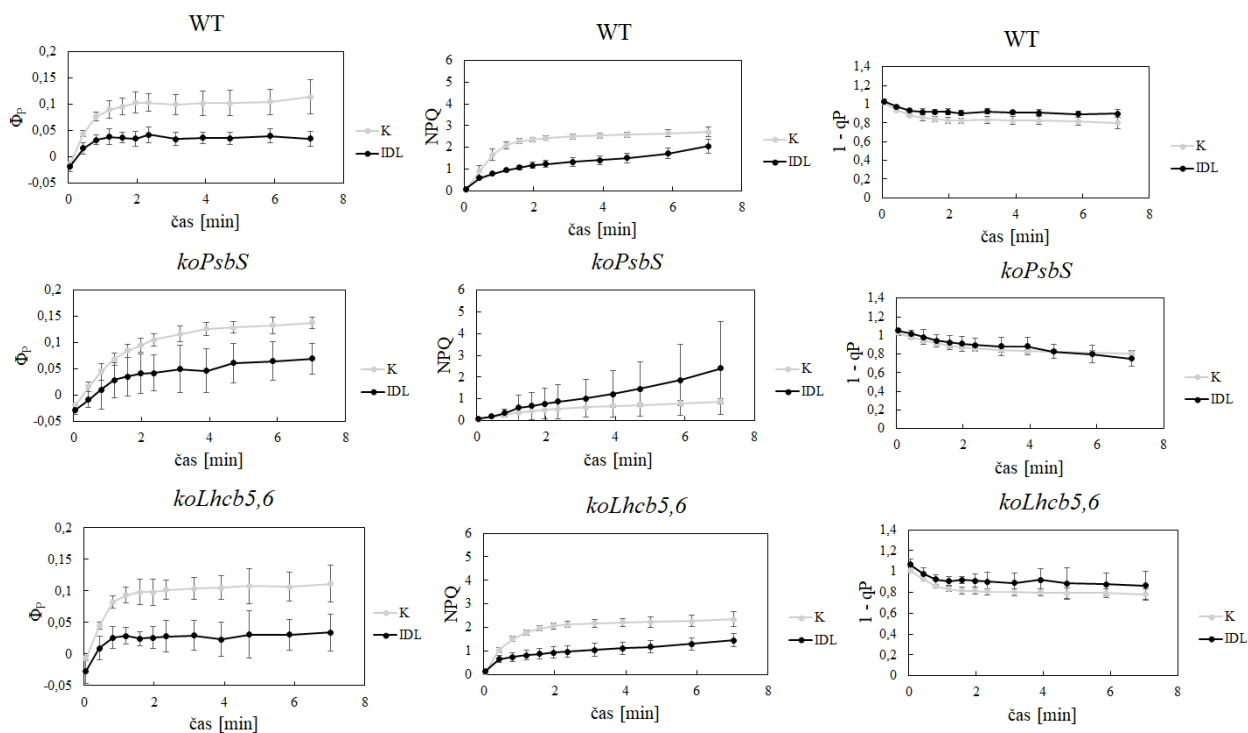 WT
0,2
0,15
0,1
0,05
0
-0,05
ΦP
0 2 4 6 8
čas [min]
K
IDL
WT
6
5
4
3
2
1
0
NPQ
0 2 4 6 8
čas [min]
K
IDL
WT
1,4
1,2
1
0,8
0,6
0,4
0,2
0
1 - qP
0 2 4 6 8
čas [min]
K
IDL
koPsbS
0,2
0,15
0,1
0,05
0
-0,05
ΦP
0 2 4 6 8
čas [min]
K
IDL
koPsbS
6
5
4
3
2
1
0
NPQ
0 2 4 6 8
čas [min]
K
IDL
koPsbS
1,4
1,2
1
0,8
0,6
0,4
0,2
0
1 - qP
0 2 4 6 8
čas [min]
K
IDL
koLhcb5,6
0,2
0,15
0,1
0,05
0
-0,05
ΦP
0 2 4 6 8
čas [min]
K
IDL
koLhcb5,6
6
5
4
3
2
1
0
NPQ
0 2 4 6 8
čas [min]
K
IDL
koLhcb5,6
1,4
1,2
1
0,8
0,6
0,4
0,2
0
1 - qP
0 2 4 6 8
čas [min]
K
IDL